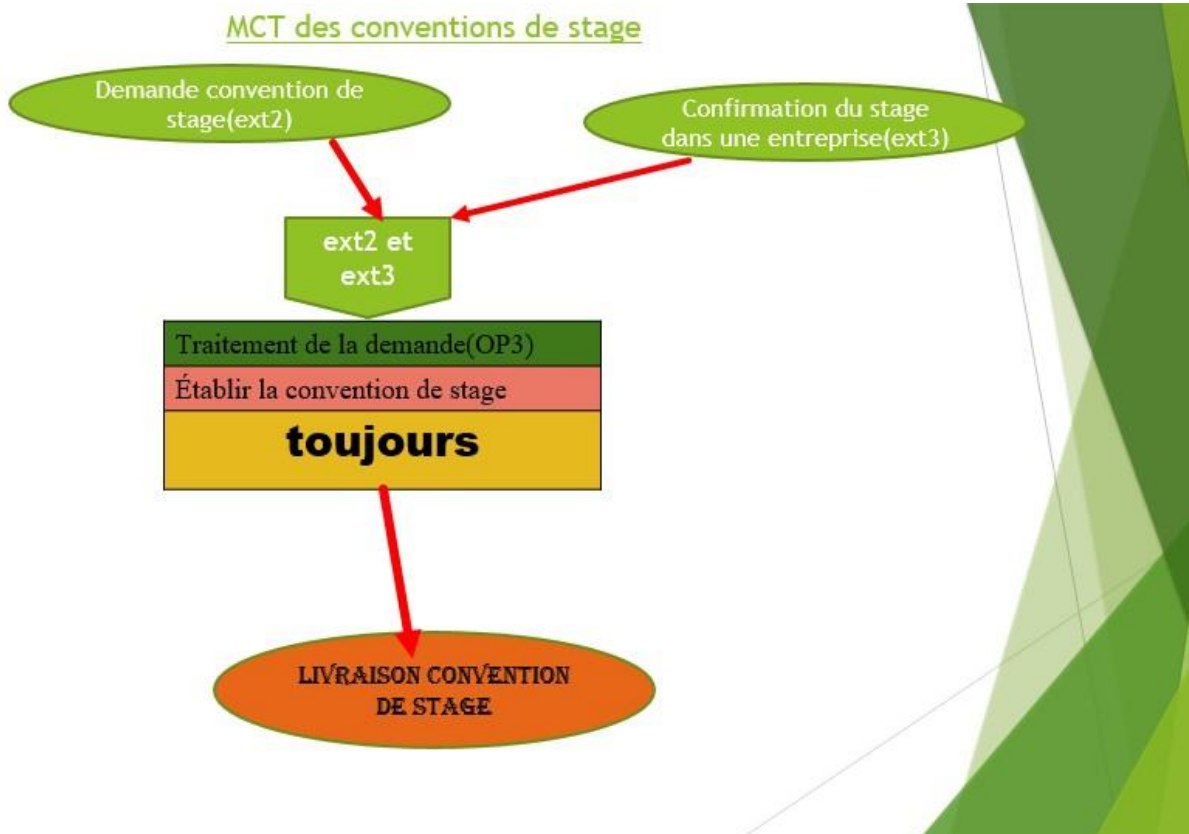 MCT des conventions de stage
Demande convention de
stage(ext2)
Confirmation du stage
dans une entreprise(ext3)
ext2 et
ext3
Traitement de la demande(OP3)
Établir la convention de stage
toujours
LIVRAISON CONVENTION
DE STAGE